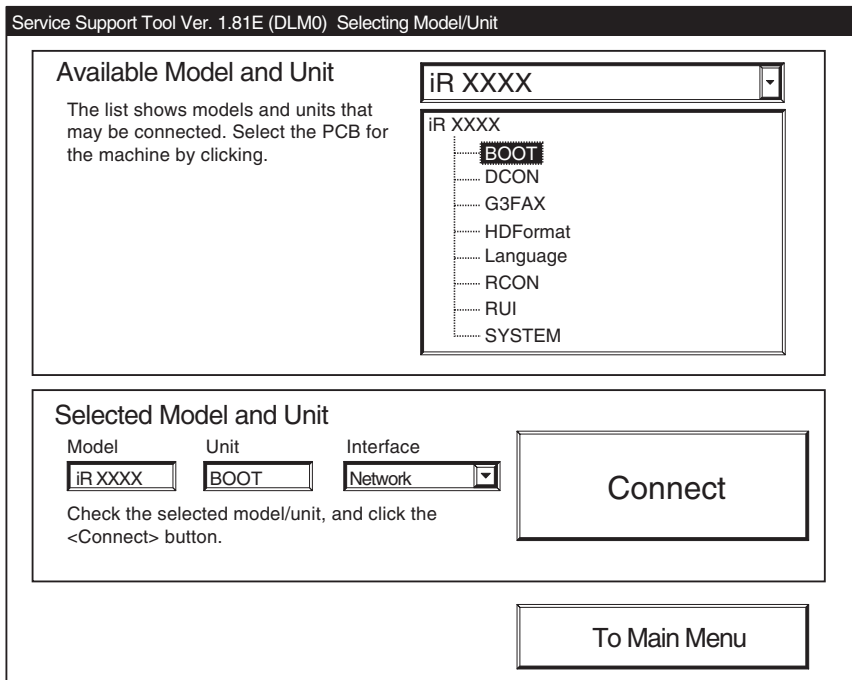 Service Support Tool Ver. 1.81E (DLM0) Selecting Model/Unit
Available Model and Unit
The list shows models and units that
may be connected. Select the PCB for
the machine by clicking.
iR XXXX
iR XXXX
BOOT
DCON
G3FAX
HDFormat
Language
RCON
RUI
SYSTEM
Selected Model and Unit
Model Unit Interface
iR XXXX BOOT Network
Check the selected model/unit, and click the
<Connect> button.
Connect
To Main Menu